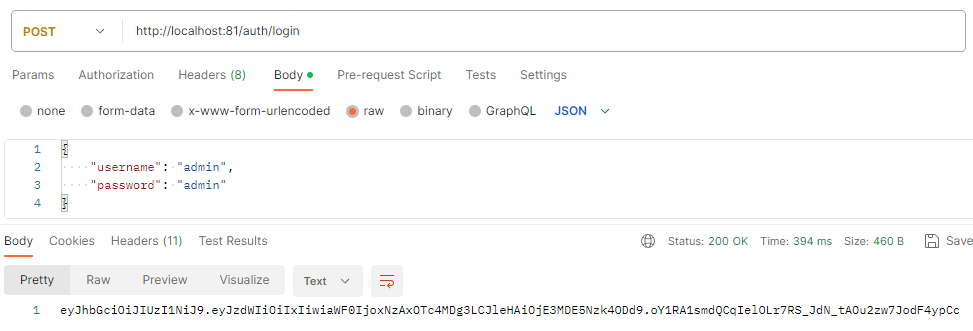 POST http://localhost:81/auth/login
Params Authorization Headers (8) Body Pre-request Script Tests Settings
none form-data x-www-form-urlencoded raw binary GraphQL JSON
1 {
2 "username": "admin",
3 "password": "admin"
4 }
Body Cookies Headers (11) Test Results Status: 200 OK Time: 394 ms Size: 460 B Save
Pretty Raw Preview Visualize Text
1 eyJhbGciOiJIUzI1NiJ9.eyJzdWIiOiIxIiwiaWF0IjoxNzAxOTc4MDg3LCJleHAiOjE3MDE5Nzk4ODd9.oY1RA1smdQCqIelOLz7RS_JdN_tAOu2zw7JodF4ypCc